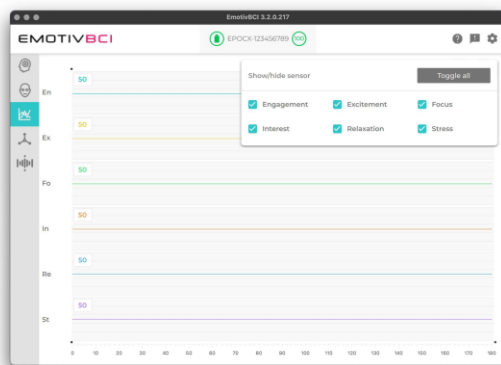 EmotivBCI 3.2.0.217
EMOTIVBCI
EPOCX-123456789 100
Show/hide sensor Toggle all
Engagement Excitement Focus
Interest Relaxation Stress
50
En
50
Ex
50
Fo
50
In
50
Re
50
St
0 10 20 30 40 50 60 70 80 90 100 110 120 130 140 150 160 170 180